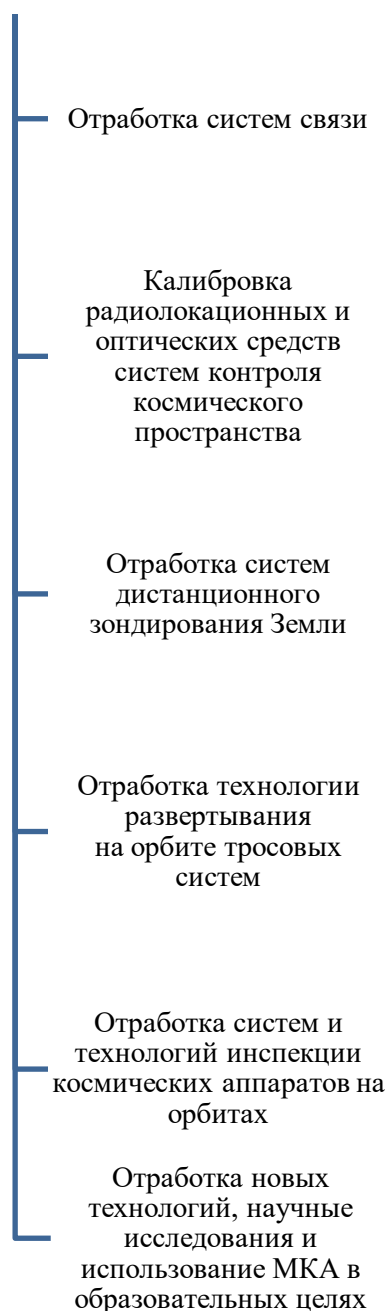 Отработка систем связи
Калибровка
радиолокационных и
оптических средств
систем контроля
космического
пространства
Отработка систем
дистанционного
зондирования Земли
Отработка технологии
развертывания
на орбите тросовых
систем
Отработка систем и
технологий инспекции
космических аппаратов на
орбитах
Отработка новых
технологий, научные
исследования и
использование МКА в
образовательных целях